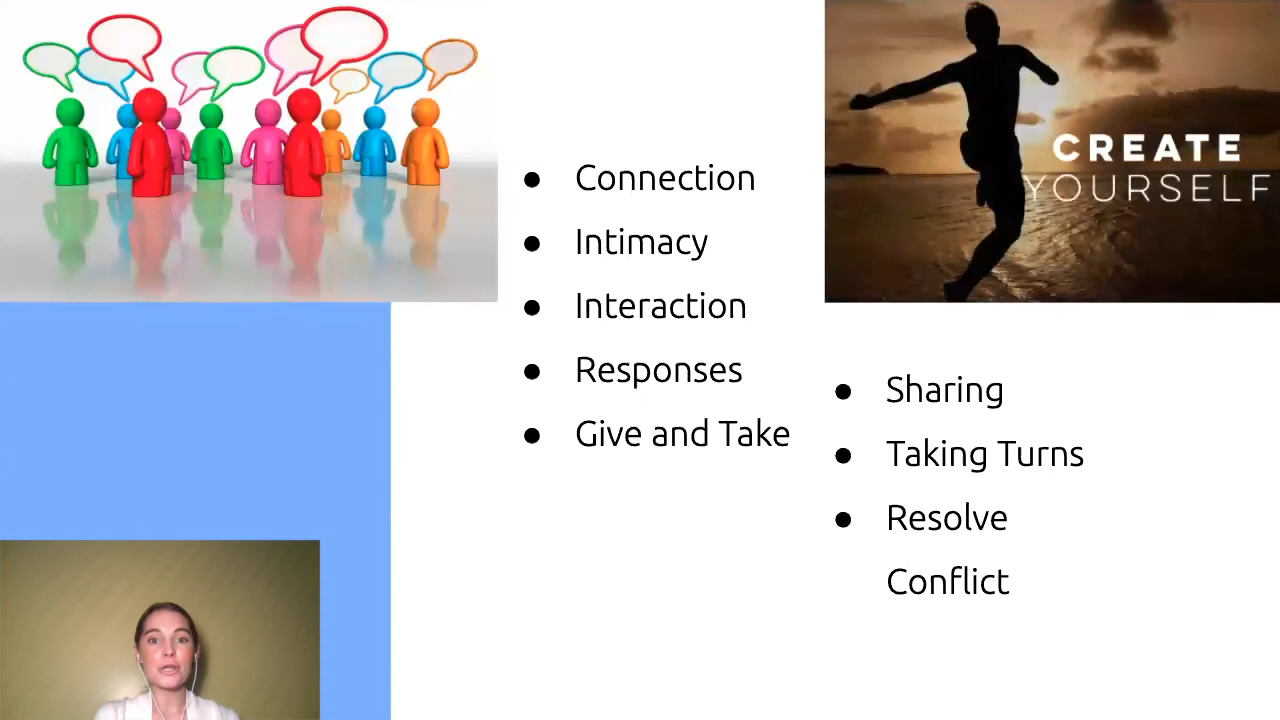 CREATE
YOURSELF
● Connection
● Intimacy
● Interaction
● Responses
● Give and Take
● Sharing
● Taking Turns
● Resolve
Conflict